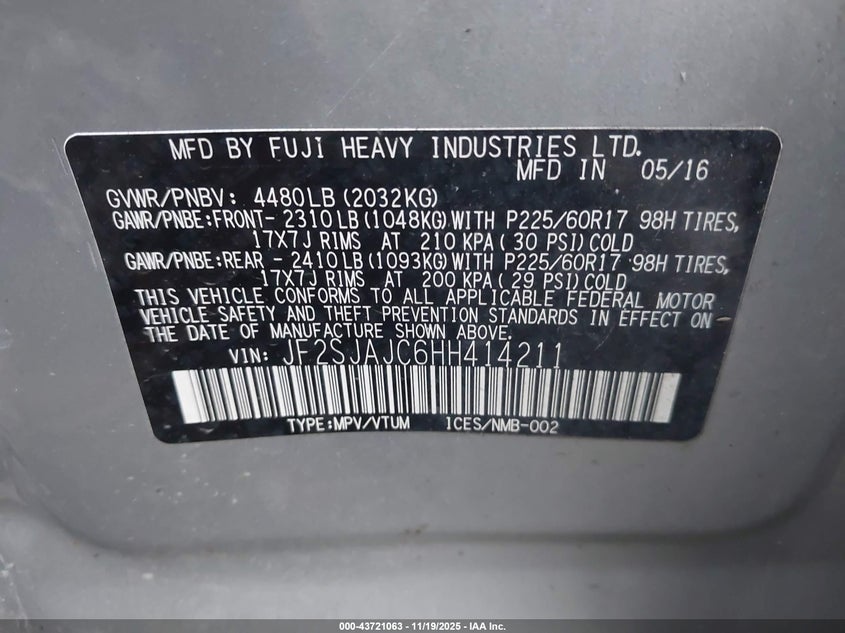 MFD BY FUJI HEAVY INDUSTRIES LTD.
MFD IN 05/16
GVWR/PNBV: 4480LB (2032KG)
GAWR/PNBE:FRONT- 2310LB (1048KG) WITH P225/60R17 98H TIRES,
17X7J RIMS AT 210 KPA (30 PSI) COLD
GAWR/PNBE:REAR - 2410LB (1093KG) WITH P225/60R17 98H TIRES,
17X7J RIMS AT 200 KPA (29 PSI) COLD
THIS VEHICLE CONFORMS TO ALL APPLICABLE FEDERAL MOTOR
VEHICLE SAFETY AND THEFT PREVENTION STANDARDS IN EFFECT ON
THE DATE OF MANUFACTURE SHOWN ABOVE.
VIN: JF2SJAJC6HH414211
TYPE:MPV/VTUM ICES/NMB-002
000-43721063 - 11/19/2025 - IAA Inc.